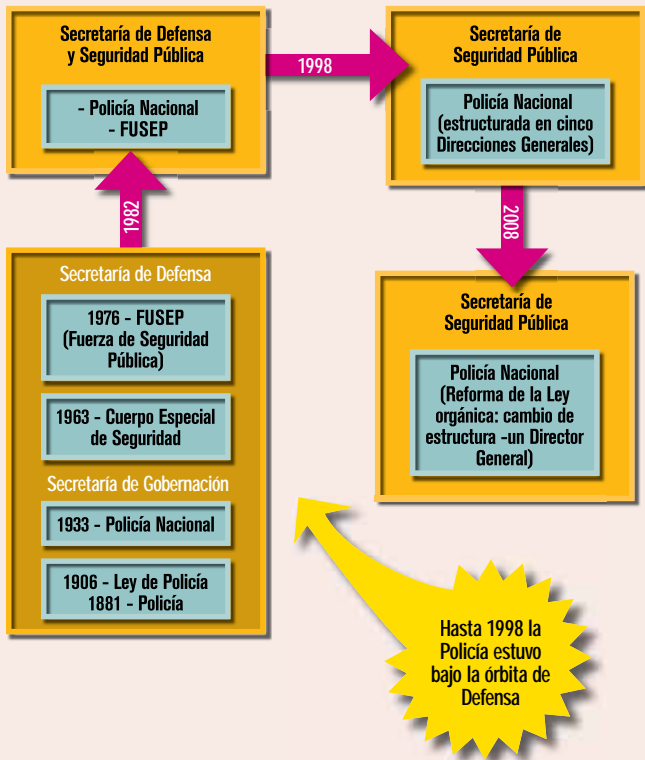 Secretaría de Defensa
y Seguridad Pública
- Policía Nacional
- FUSEP
1998
Secretaría de
Seguridad Pública
Policía Nacional
(estructurada en cinco
Direcciones Generales)
1982
2008
Secretaría de Defensa
1976 - FUSEP
(Fuerza de Seguridad
Pública)
1963 - Cuerpo Especial
de Seguridad
Secretaría de Gobernación
1933 - Policía Nacional
1906 - Ley de Policía
1881 - Policía
Secretaría de
Seguridad Pública
Policía Nacional
(Reforma de la Ley
orgánica: cambio de
estructura -un Director
General)
Hasta 1998 la
Policía estuvo
bajo la órbita de
Defensa